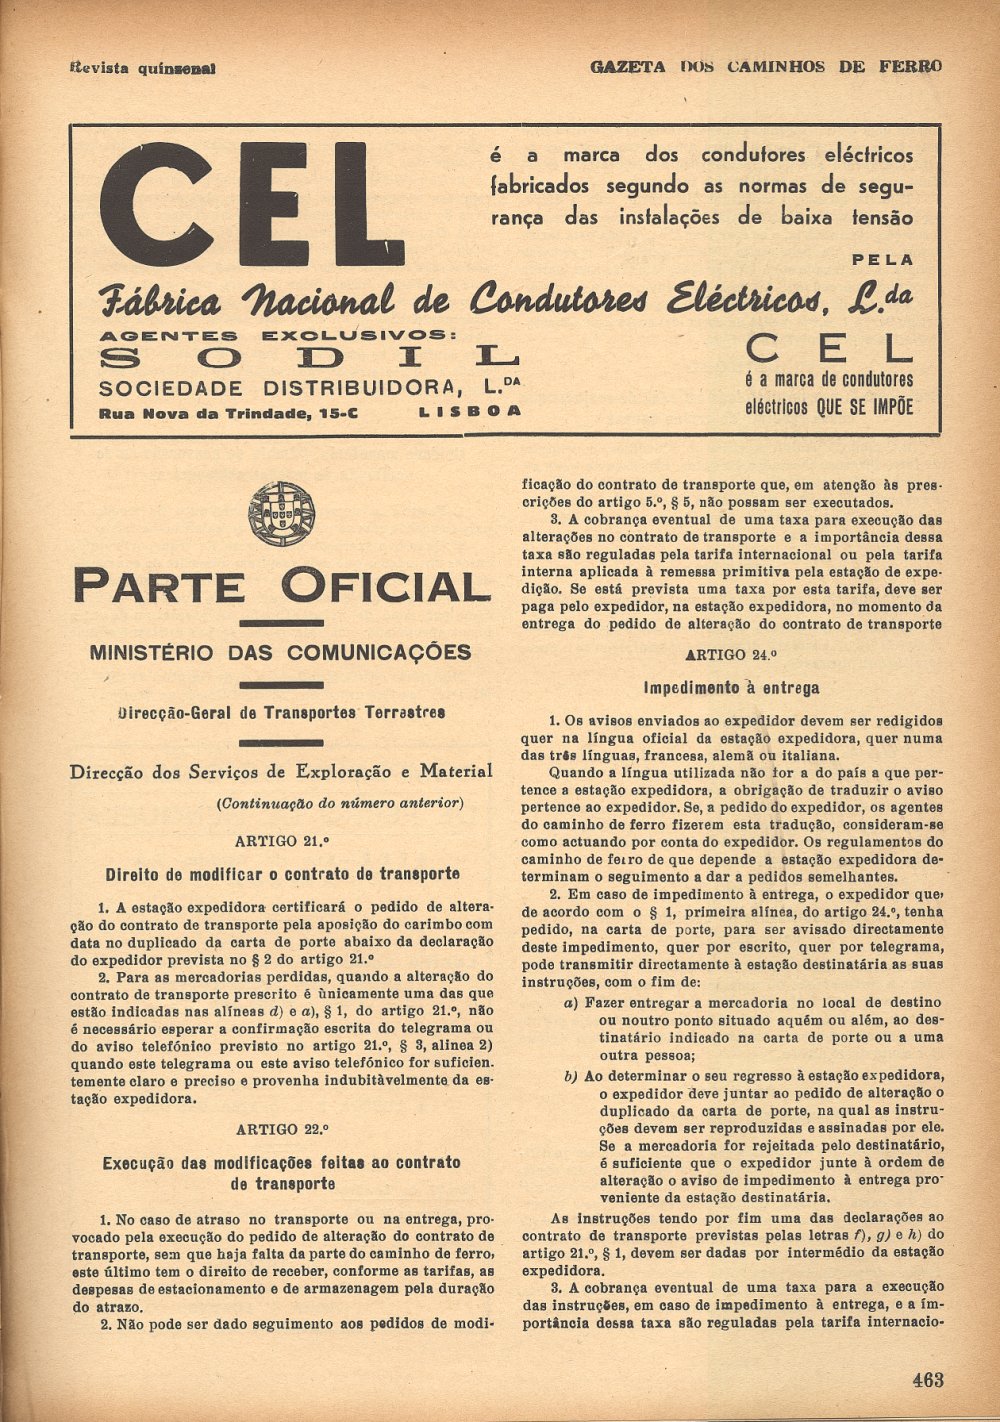 Revista quinzenal
GAZETA DOS CAMINHOS DE FERRO
CEL
é a marca dos condutores eléctricos
fabricados segundo as normas de segu-
rança das instalações de baixa tensão
PELA
Fábrica Nacional de Condutores Eléctricos, L.da
AGENTES EXCLUSIVOS:
SODIL
SOCIEDADE DISTRIBUIDORA, L.DA
Rua Nova da Trindade, 15-C LISBOA
CEL
é a marca de condutores
eléctricos QUE SE IMPÕE
PARTE OFICIAL
MINISTÉRIO DAS COMUNICAÇÕES
Direcção-Geral de Transportes Terrestres
Direcção dos Serviços de Exploração e Material
(Continuação do número anterior)
ARTIGO 21.º
Direito de modificar o contrato de transporte
1. A estação expedidora certificará o pedido de altera-
ção do contrato de transporte pela aposição do carimbo com
data no duplicado da carta de porte abaixo da declaração
do expedidor prevista no § 2 do artigo 21.º
2. Para as mercadorias perdidas, quando a alteração do
contrato de transporte prescrito é ùnicamente uma das que
estão indicadas nas alíneas d) e a), § 1, do artigo 21.º, não
é necessário esperar a confirmação escrita do telegrama ou
do aviso telefónico previsto no artigo 21.º, § 3, alinea 2)
quando este telegrama ou este aviso telefónico for suficien.
temente claro e preciso e provenha indubitàvelmente da es-
tação expedidora.
ARTIGO 22.º
Execução das modificações feitas ao contrato
de transporte
1. No caso de atraso no transporte ou na entrega, pro-
vocado pela execução do pedido de alteração do contrato de
transporte, sem que haja falta da parte do caminho de ferro,
este último tem o direito de receber, conforme as tarifas, as
despesas de estacionamento e de armazenagem pela duração
do atrazo.
2. Não pode ser dado seguimento aos pedidos de modi-
ficação do contrato de transporte que, em atenção às pres-
crições do artigo 5.º, § 5, não possam ser executados.
3. A cobrança eventual de uma taxa para execução das
alterações no contrato de transporte e a importância dessa
taxa são reguladas pela tarifa internacional ou pela tarifa
interna aplicada à remessa primitiva pela estação de expe-
dição. Se está prevista uma taxa por esta tarifa, deve ser
paga pelo expedidor, na estação expedidora, no momento da
entrega do pedido de alteração do contrato de transporte
ARTIGO 24.º
Impedimento à entrega
1. Os avisos enviados ao expedidor devem ser redigidos
quer na língua oficial da estação expedidora, quer numa
das três línguas, francesa, alemã ou italiana.
Quando a língua utilizada não for a do país a que per-
tence a estação expedidora, a obrigação de traduzir o aviso
pertence ao expedidor. Se, a pedido do expedidor, os agentes
do caminho de ferro fizerem esta tradução, consideram-se
como actuando por conta do expedidor. Os regulamentos do
caminho de ferro de que depende a estação expedidora de-
terminam o seguimento a dar a pedidos semelhantes.
2. Em caso de impedimento à entrega, o expedidor que,
de acordo com o § 1, primeira alínea, do artigo 24.º, tenha
pedido, na carta de porte, para ser avisado directamente
deste impedimento, quer por escrito, quer por telegrama,
pode transmitir directamente à estação destinatária as suas
instruções, com o fim de:
a) Fazer entregar a mercadoria no local de destino
ou noutro ponto situado aquém ou além, ao des-
tinatário indicado na carta de porte ou a uma
outra pessoa;
b) Ao determinar o seu regresso à estação expedidora,
o expedidor deve juntar ao pedido de alteração o
duplicado da carta de porte, na qual as instru-
ções devem ser reproduzidas e assinadas por ele.
Se a mercadoria for rejeitada pelo destinatário,
é suficiente que o expedidor junte à ordem de
alteração o aviso de impedimento à entrega pro-
veniente da estação destinatária.
As instruções tendo por fim uma das declarações ao
contrato de transporte previstas pelas letras f), g) e h) do
artigo 21.º, § 1, devem ser dadas por intermédio da estação
expedidora.
3. A cobrança eventual de uma taxa para a execução
das instruções, em caso de impedimento à entrega, e a im-
portância dessa taxa são reguladas pela tarifa internacio-
463